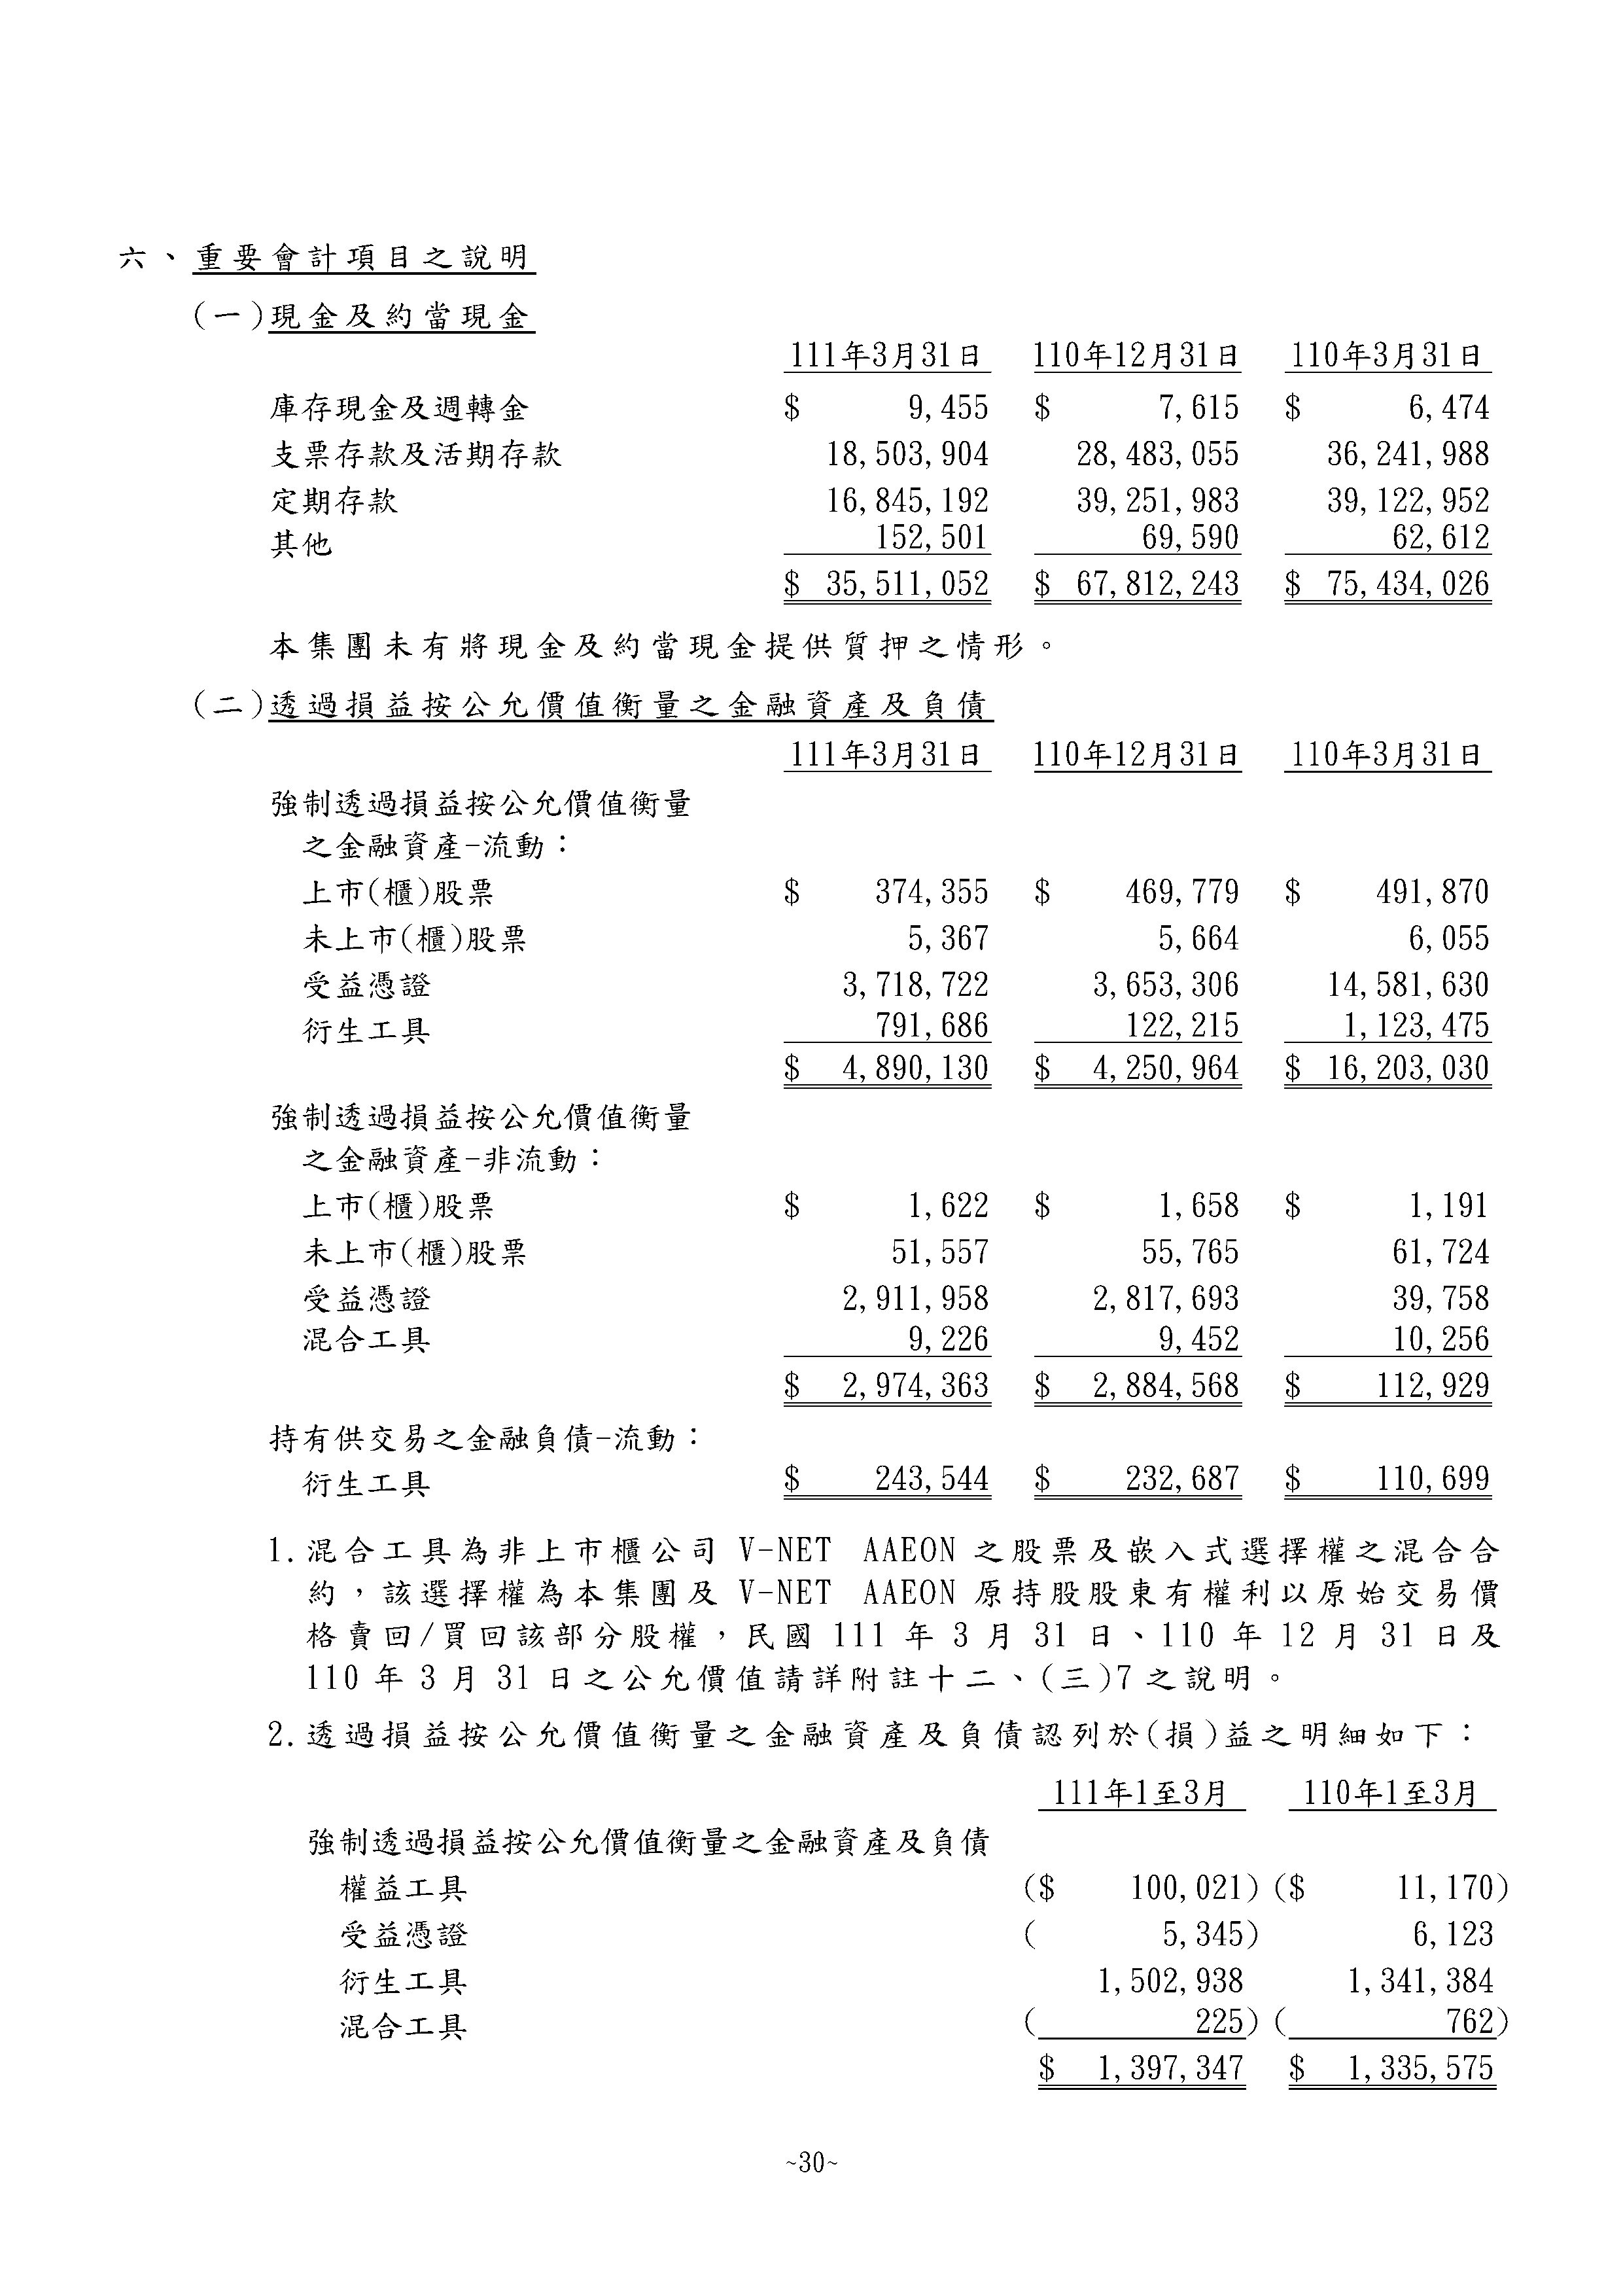 六、重要會計項目之說明
(一)現金及約當現金
111年3月31日 110年12月31日 110年3月31日
庫存現金及週轉金 $ 9,455 $ 7,615 $ 6,474
支票存款及活期存款 18,503,904 28,483,055 36,241,988
定期存款 16,845,192 39,251,983 39,122,952
其他 152,501 69,590 62,612
$ 35,511,052 $ 67,812,243 $ 75,434,026
本集團未有將現金及約當現金提供質押之情形。
(二)透過損益按公允價值衡量之金融資產及負債
111年3月31日 110年12月31日 110年3月31日
強制透過損益按公允價值衡量
之金融資產-流動：
上市(櫃)股票 $ 374,355 $ 469,779 $ 491,870
未上市(櫃)股票 5,367 5,664 6,055
受益憑證 3,718,722 3,653,306 14,581,630
衍生工具 791,686 122,215 1,123,475
$ 4,890,130 $ 4,250,964 $ 16,203,030
強制透過損益按公允價值衡量
之金融資產-非流動：
上市(櫃)股票 $ 1,622 $ 1,658 $ 1,191
未上市(櫃)股票 51,557 55,765 61,724
受益憑證 2,911,958 2,817,693 39,758
混合工具 9,226 9,452 10,256
$ 2,974,363 $ 2,884,568 $ 112,929
持有供交易之金融負債-流動：
衍生工具 $ 243,544 $ 232,687 $ 110,699
1.混合工具為非上市櫃公司 V-NET AAEON 之股票及嵌入式選擇權之混合合
約，該選擇權為本集團及 V-NET AAEON 原持股股東有權利以原始交易價
格賣回/買回該部分股權，民國 111 年 3 月 31 日、110 年 12 月 31 日及
110 年 3 月 31 日之公允價值請詳附註十二、(三)7 之說明。
2.透過損益按公允價值衡量之金融資產及負債認列於(損)益之明細如下：
111年1至3月 110年1至3月
強制透過損益按公允價值衡量之金融資產及負債
權益工具 ($ 100,021) ($ 11,170)
受益憑證 ( 5,345) 6,123
衍生工具 1,502,938 1,341,384
混合工具 ( 225) ( 762)
$ 1,397,347 $ 1,335,575
~30~